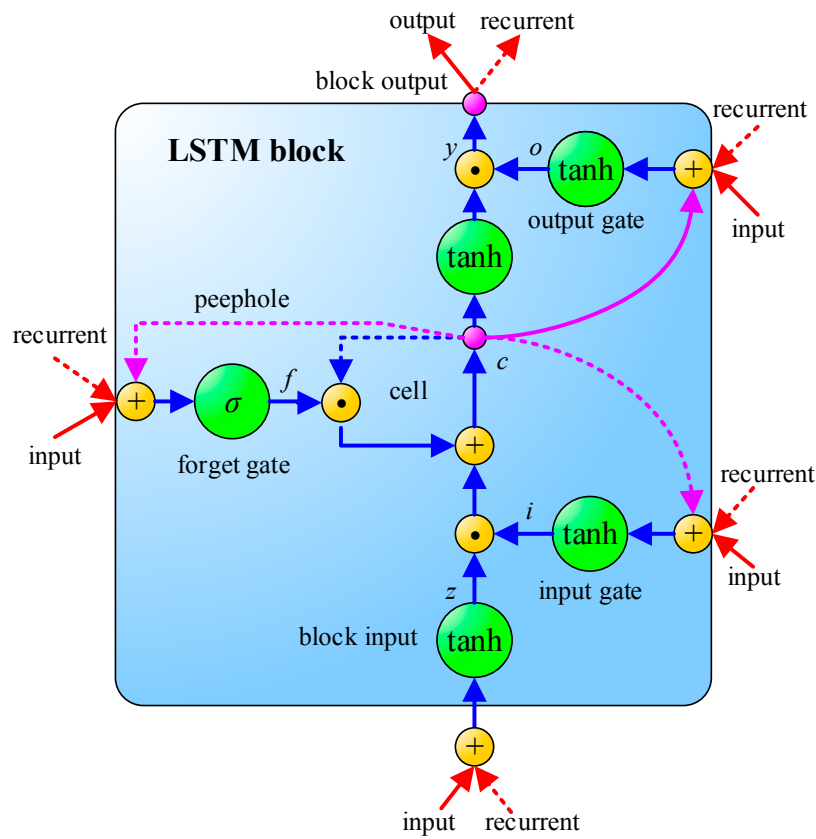 output
recurrent
block output
recurrent
LSTM block
y
o
tanh
+
output gate
input
tanh
peephole
recurrent
c
f
cell
+
σ
input
forget gate
+
recurrent
i
tanh
+
z
input gate
input
block input
tanh
+
input
recurrent